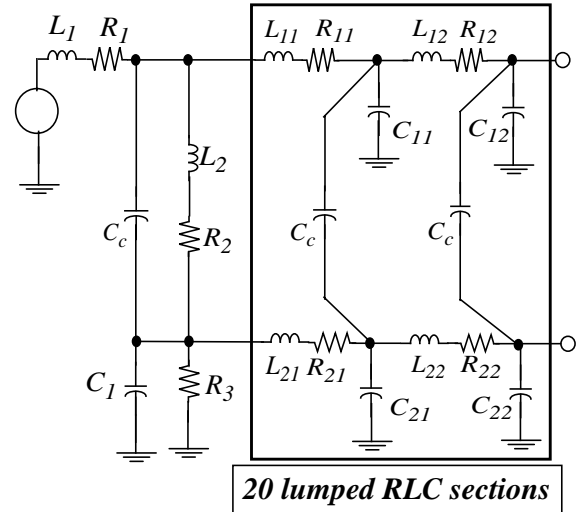 L1 R1 L11 R11 L12 R12
C11 C12
L2
Cc R2 Cc Cc
L21 R21 L22 R22
C1 R3 C21 C22
20 lumped RLC sections